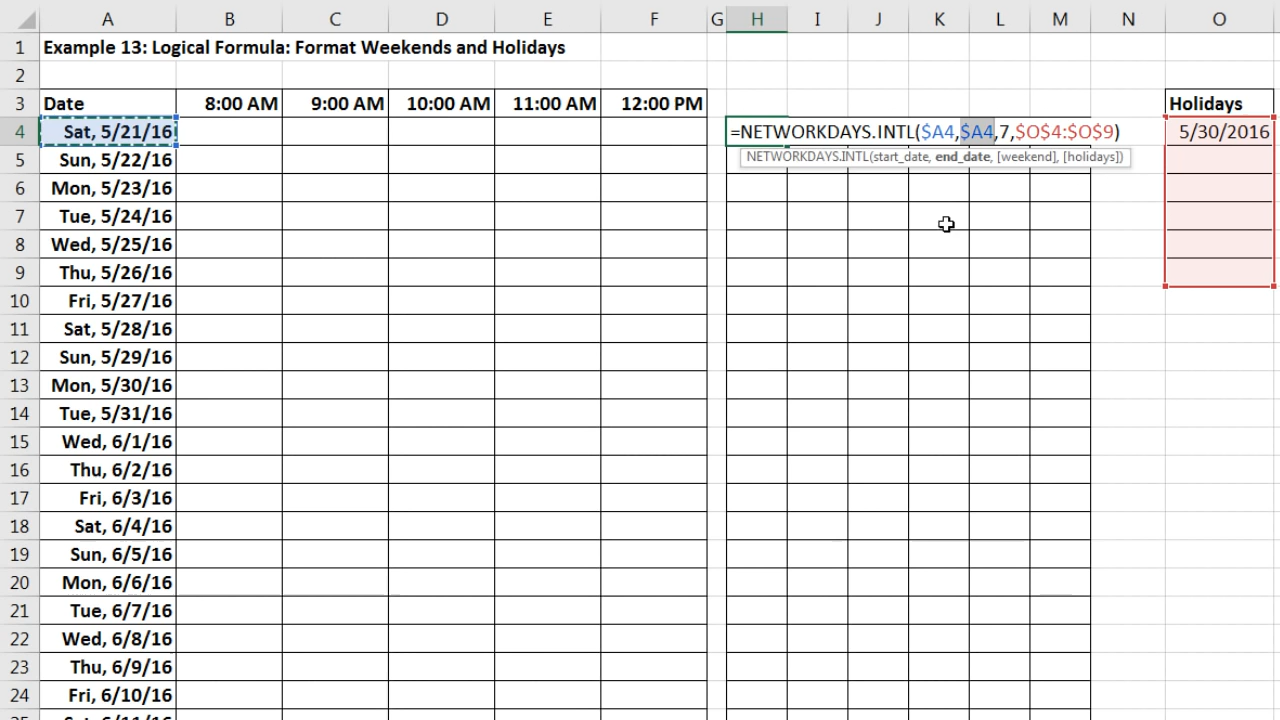 A B C D E F G H I J K L M N O
1 Example 13: Logical Formula: Format Weekends and Holidays
2
3 Date 8:00 AM 9:00 AM 10:00 AM 11:00 AM 12:00 PM Holidays
4 Sat, 5/21/16 =NETWORKDAYS.INTL($A4,$A4,7,$O$4:$O$9) 5/30/2016
5 Sun, 5/22/16 NETWORKDAYS.INTL(start_date, end_date, [weekend], [holidays])
6 Mon, 5/23/16
7 Tue, 5/24/16
8 Wed, 5/25/16
9 Thu, 5/26/16
10 Fri, 5/27/16
11 Sat, 5/28/16
12 Sun, 5/29/16
13 Mon, 5/30/16
14 Tue, 5/31/16
15 Wed, 6/1/16
16 Thu, 6/2/16
17 Fri, 6/3/16
18 Sat, 6/4/16
19 Sun, 6/5/16
20 Mon, 6/6/16
21 Tue, 6/7/16
22 Wed, 6/8/16
23 Thu, 6/9/16
24 Fri, 6/10/16
25 Sat, 6/11/16